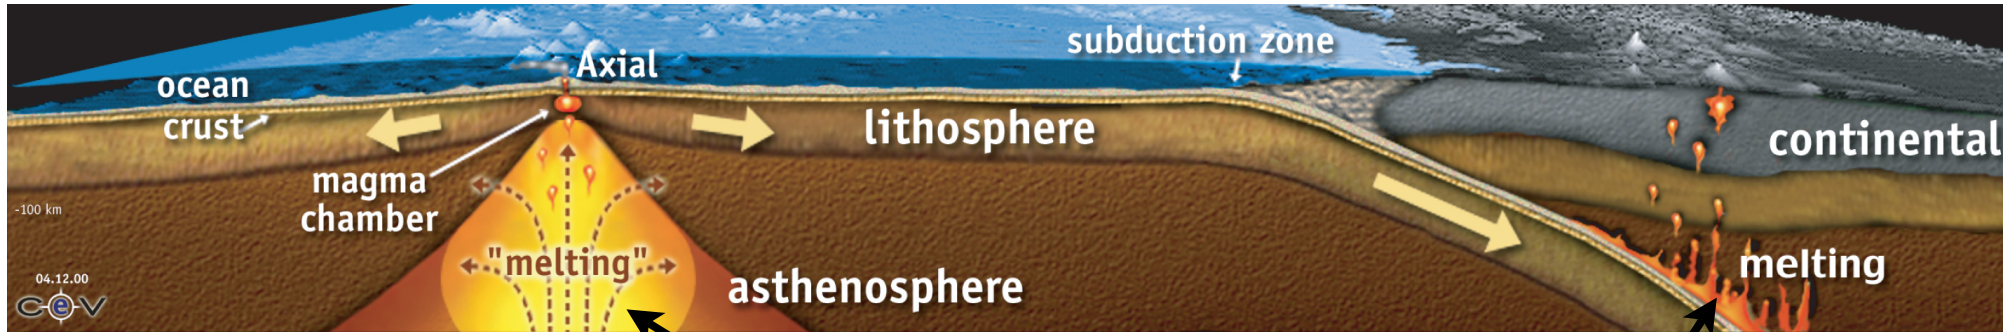 subduction zone
Axial
ocean
crust
lithosphere
continental
magma
chamber
-100 km
"melting"
asthenosphere
melting
04.12.00
CeV